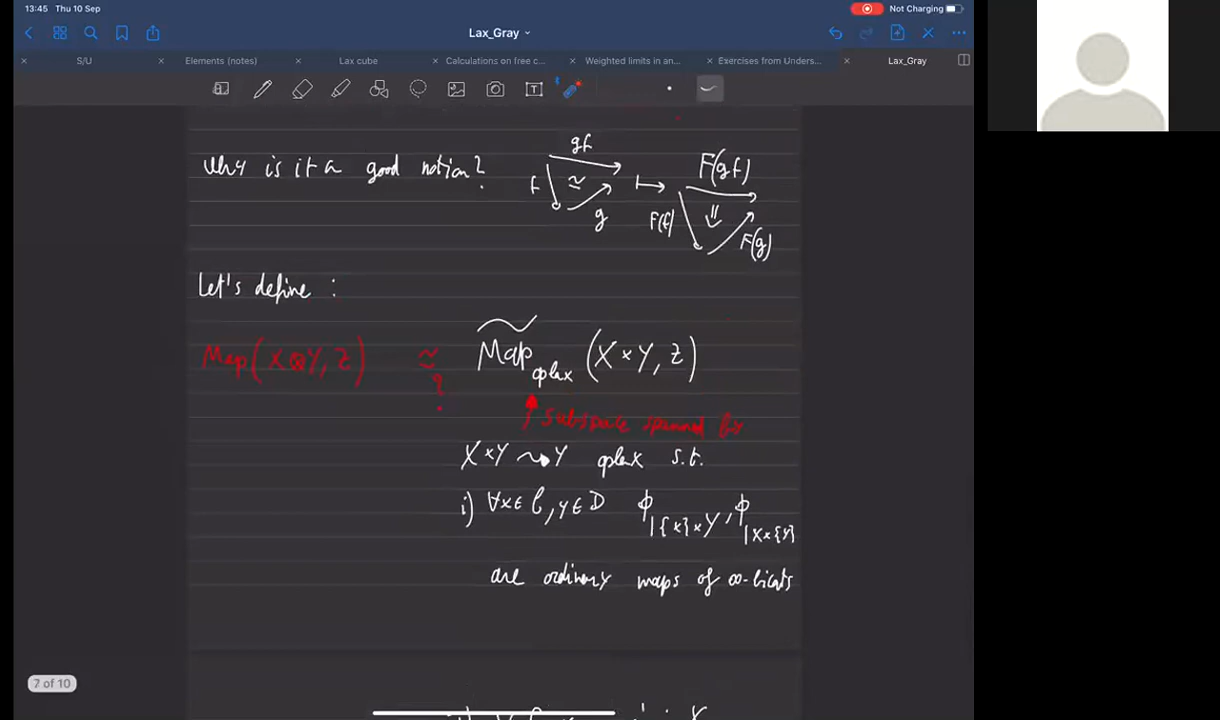 13:45 Thu 10 Sep
Not Charging
Lax_Gray
S/U
Elements (notes)
Lax cube
Calculations on free c...
Weighted limits in an...
Exercises from Unders...
Lax_Gray
Why is it a good notion?
gf
f
≃
g
↦
F(gf)
F(f)
⇓
F(g)
Let's define :
Map(X⊗Y, Z) ≃ ? Map~ oplax (X×Y, Z)
↑ subspace spanned by
X×Y ⇝ Y oplax s.t.
i) ∀x∈C, y∈D ϕ|{x}×Y, ϕ|X×{y}
are ordinary maps of ∞-bicats
7 of 10